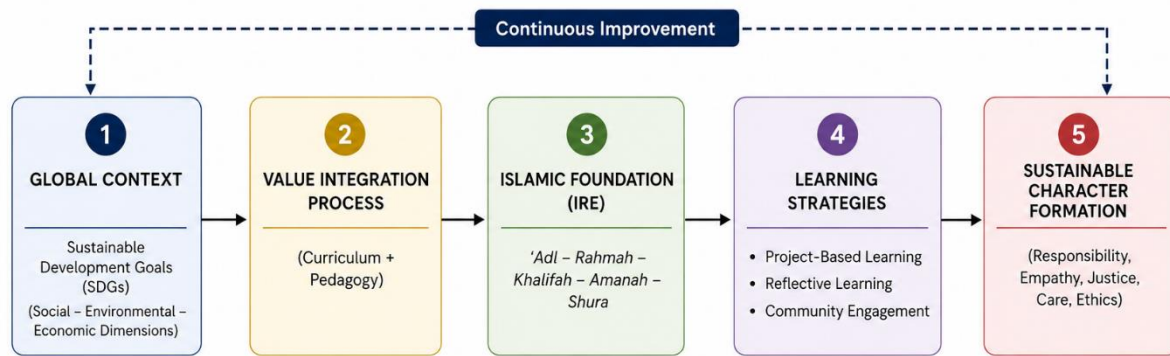 Continuous Improvement
1
GLOBAL CONTEXT
Sustainable
Development Goals
(SDGs)
(Social – Environmental –
Economic Dimensions)
2
VALUE INTEGRATION
PROCESS
(Curriculum +
Pedagogy)
3
ISLAMIC FOUNDATION
(IRE)
'Adl – Rahmah –
Khalifah – Amanah –
Shura
4
LEARNING
STRATEGIES
• Project-Based Learning
• Reflective Learning
• Community Engagement
5
SUSTAINABLE
CHARACTER
FORMATION
(Responsibility,
Empathy, Justice,
Care, Ethics)